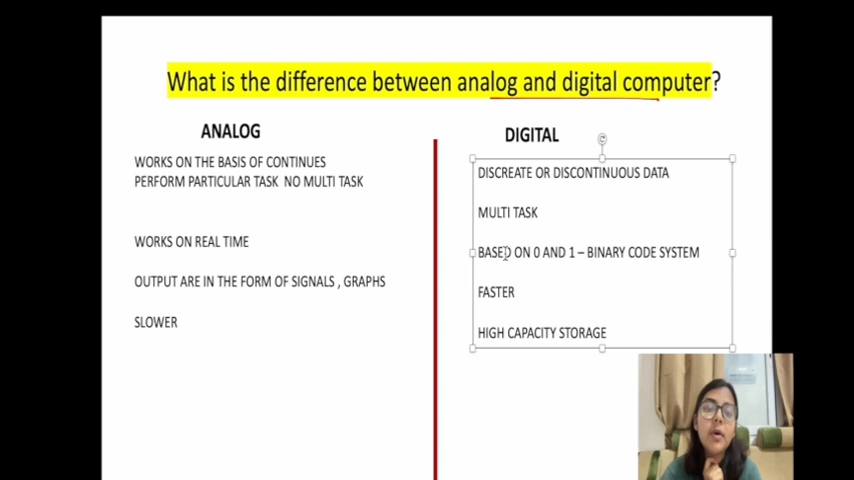 What is the difference between analog and digital computer?
ANALOG
WORKS ON THE BASIS OF CONTINUES
PERFORM PARTICULAR TASK NO MULTI TASK
WORKS ON REAL TIME
OUTPUT ARE IN THE FORM OF SIGNALS , GRAPHS
SLOWER
DIGITAL
DISCREATE OR DISCONTINUOUS DATA
MULTI TASK
BASED ON 0 AND 1 – BINARY CODE SYSTEM
FASTER
HIGH CAPACITY STORAGE